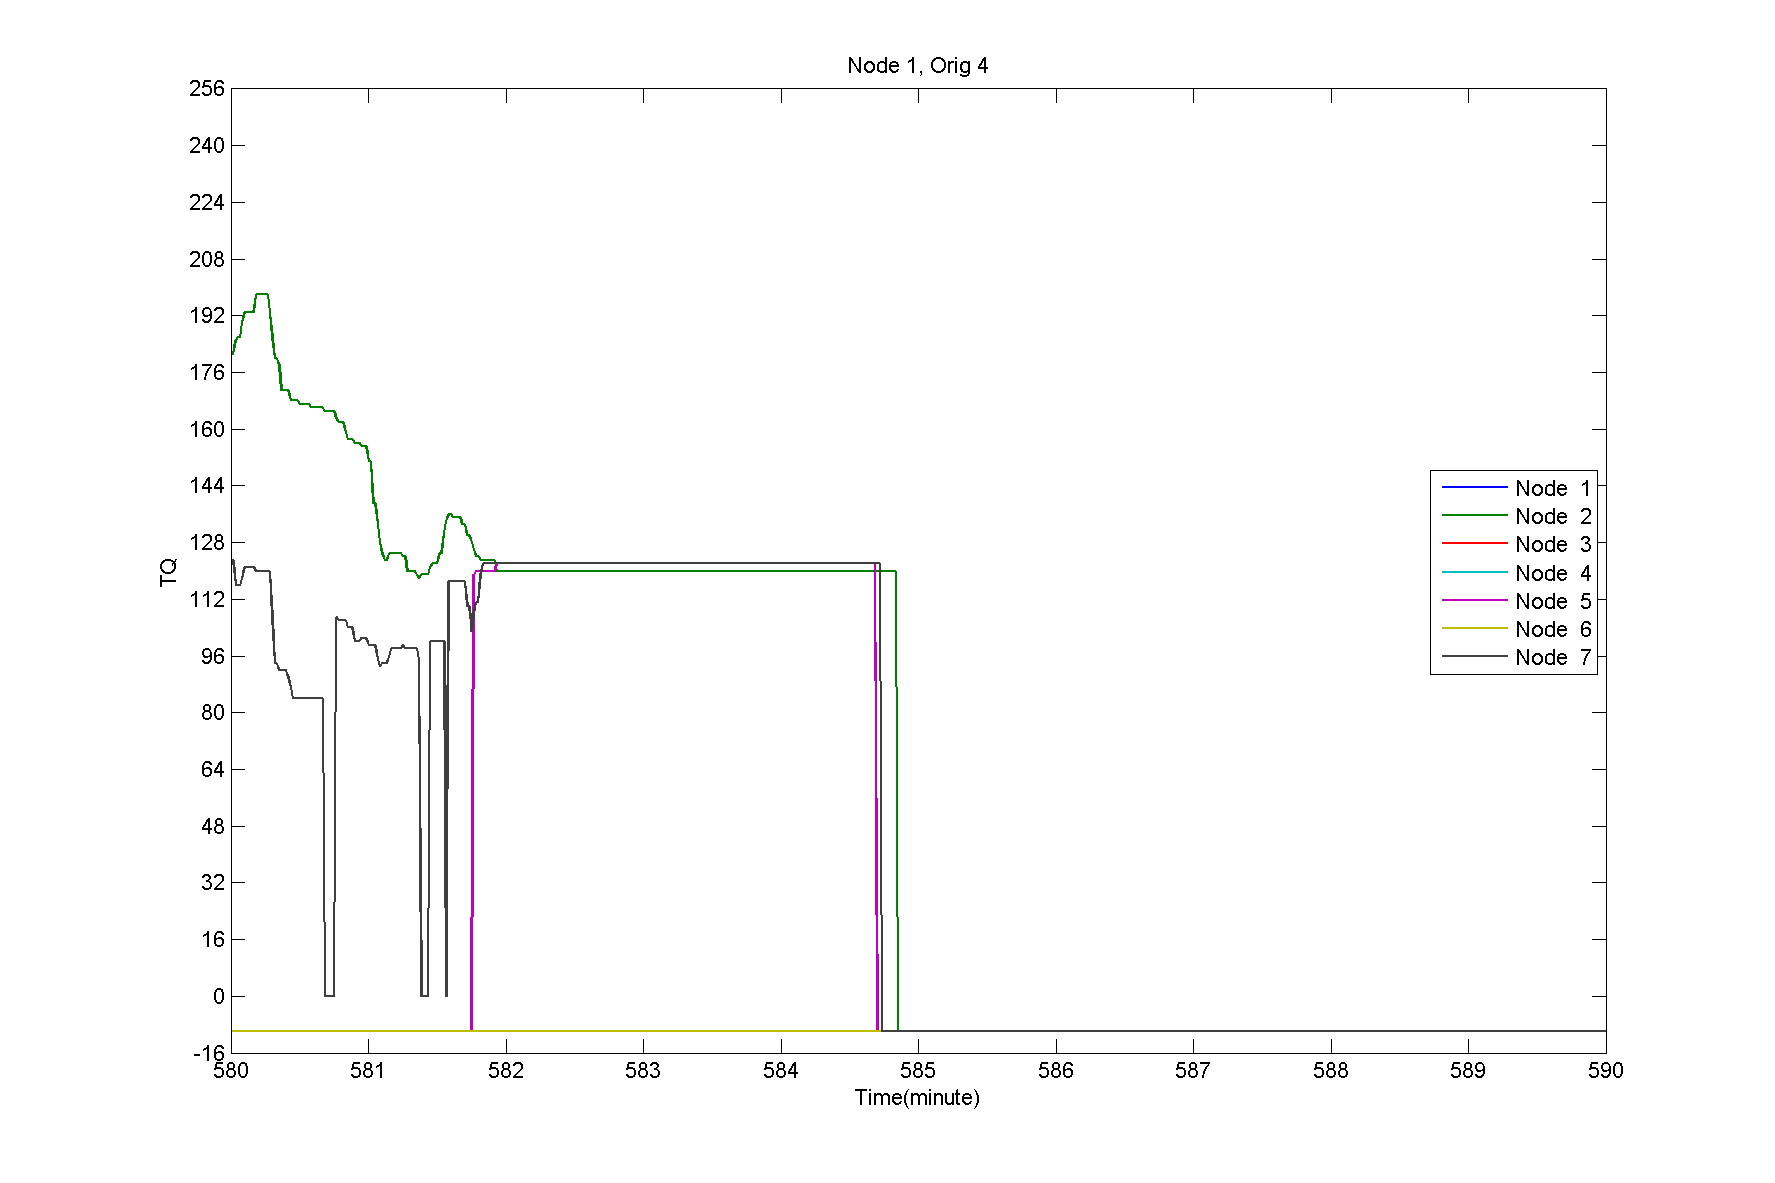 Node 1, Orig 4
256
240
224
208
192
176
160
144
128
112
96
80
64
48
32
16
0
-16
TQ
Node 1
Node 2
Node 3
Node 4
Node 5
Node 6
Node 7
580 581 582 583 584 585 586 587 588 589 590
Time(minute)